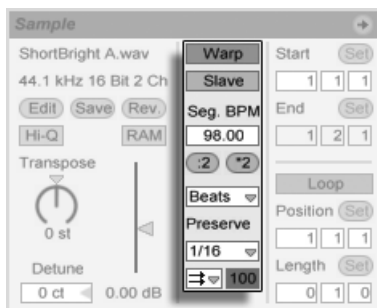 Sample
ShortBright A.wav
44.1 kHz 16 Bit 2 Ch
Edit Save Rev.
Hi-Q RAM
Transpose
0 st
Detune
0 ct 0.00 dB
Warp
Slave
Seg. BPM
98.00
:2 *2
Beats
Preserve
1/16
100
Start Set
1 1 1
End Set
1 2 1
Loop
Position Set
1 1 1
Length Set
0 1 0